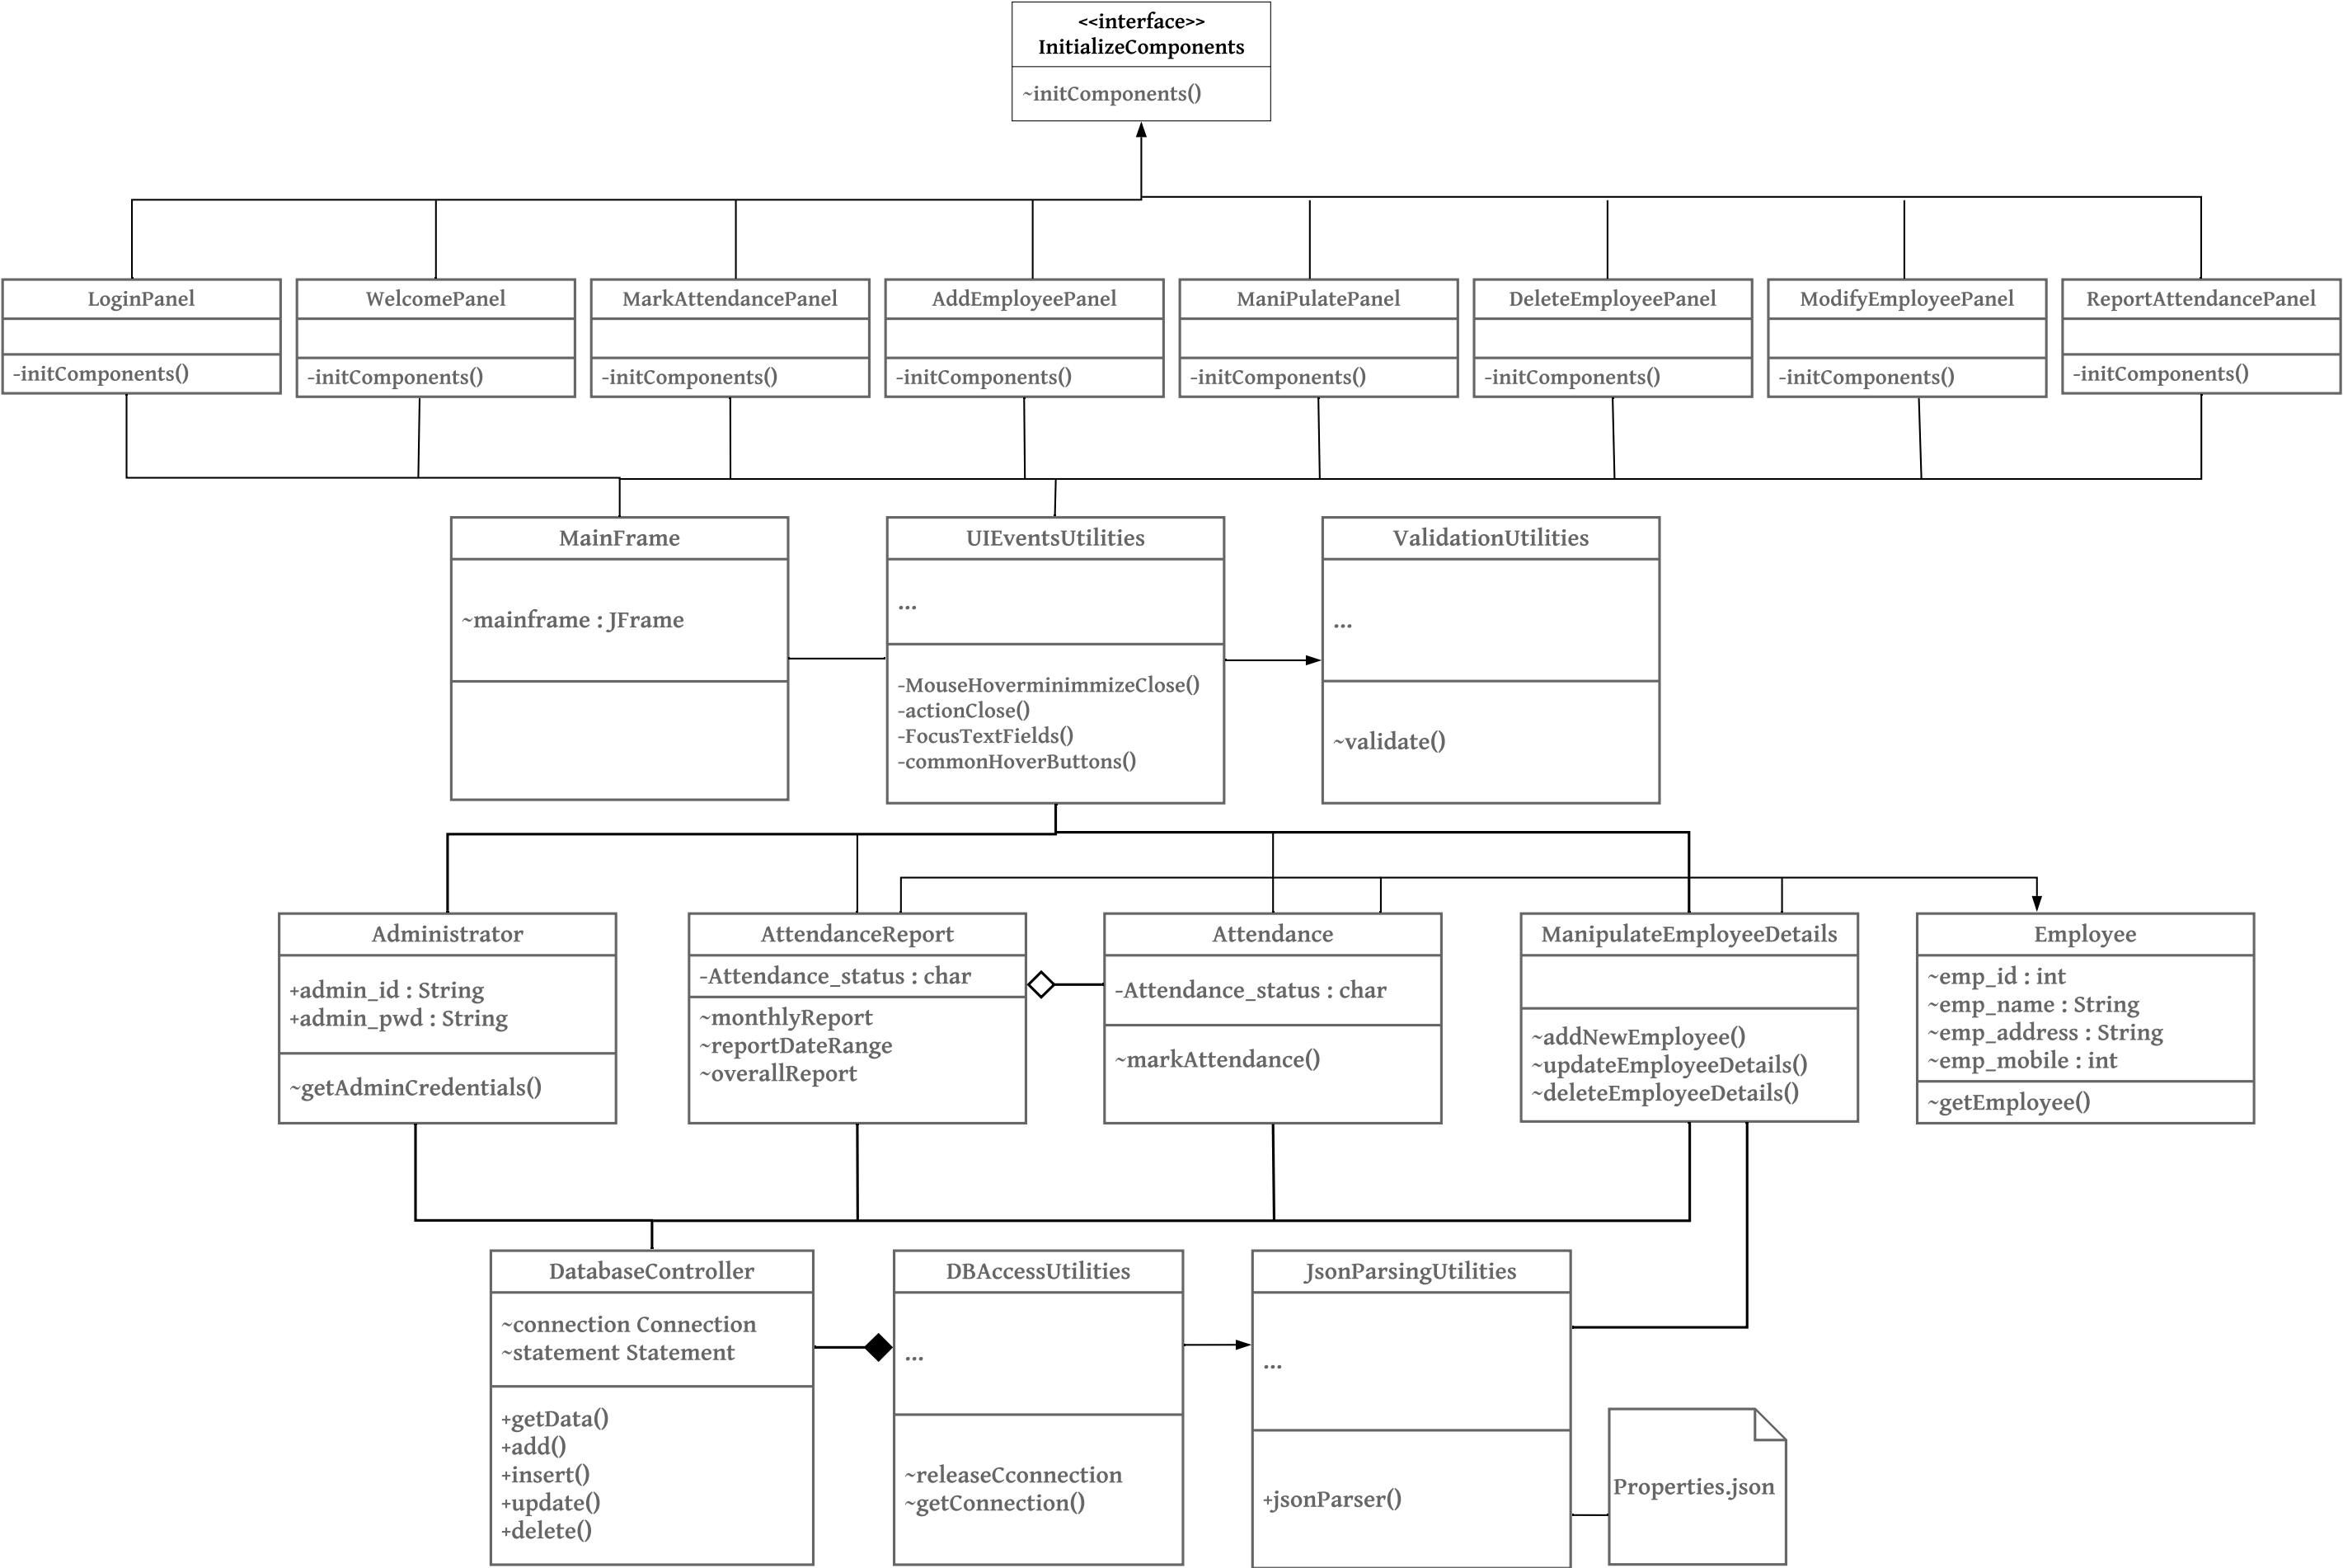 <<interface>>
InitializeComponents
~initComponents()
LoginPanel
-initComponents()
WelcomePanel
-initComponents()
MarkAttendancePanel
-initComponents()
AddEmployeePanel
-initComponents()
ManiPulatePanel
-initComponents()
DeleteEmployeePanel
-initComponents()
ModifyEmployeePanel
-initComponents()
ReportAttendancePanel
-initComponents()
MainFrame
~mainframe : JFrame
UIEventsUtilities
...
-MouseHoverminimmizeClose()
-actionClose()
-FocusTextFields()
-commonHoverButtons()
ValidationUtilities
...
~validate()
Administrator
+admin_id : String
+admin_pwd : String
~getAdminCredentials()
AttendanceReport
-Attendance_status : char
~monthlyReport
~reportDateRange
~overallReport
Attendance
-Attendance_status : char
~markAttendance()
ManipulateEmployeeDetails
~addNewEmployee()
~updateEmployeeDetails()
~deleteEmployeeDetails()
Employee
~emp_id : int
~emp_name : String
~emp_address : String
~emp_mobile : int
~getEmployee()
DatabaseController
~connection Connection
~statement Statement
+getData()
+add()
+insert()
+update()
+delete()
DBAccessUtilities
...
~releaseCconnection
~getConnection()
JsonParsingUtilities
...
+jsonParser()
Properties.json